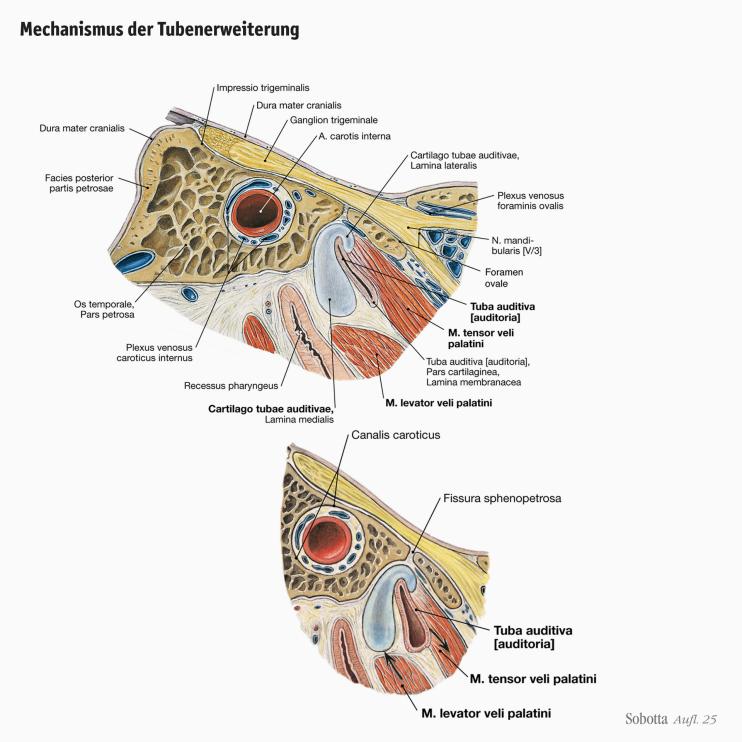 Mechanismus der Tubenerweiterung
Impressio trigeminalis
Dura mater cranialis
Ganglion trigeminale
A. carotis interna
Dura mater cranialis
Cartilago tubae auditivae,
Lamina lateralis
Facies posterior
partis petrosae
Plexus venosus
foraminis ovalis
N. mandi-
bularis [V/3]
Foramen
ovale
Os temporale,
Pars petrosa
Tuba auditiva
[auditoria]
M. tensor veli
palatini
Plexus venosus
caroticus internus
Tuba auditiva [auditoria],
Pars cartilaginea,
Lamina membranacea
Recessus pharyngeus
M. levator veli palatini
Cartilago tubae auditivae,
Lamina medialis
Canalis caroticus
Fissura sphenopetrosa
Tuba auditiva
[auditoria]
M. tensor veli palatini
M. levator veli palatini
Sobotta Aufl. 25